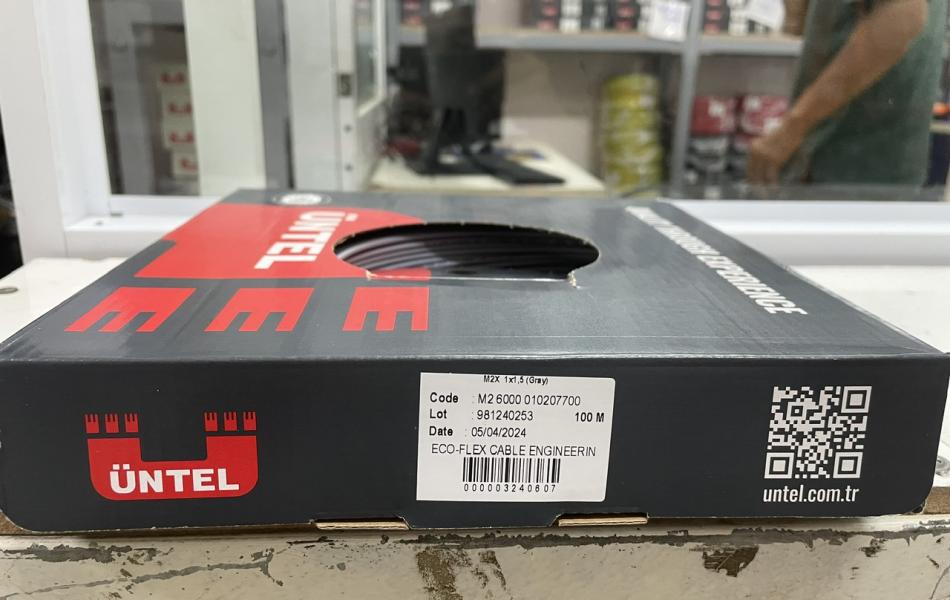 ÜNTEL
EXPERIENCE
M2X 1x1,5 (Gray)
Code : M2 6000 010207700
Lot : 981240253 100 M
Date : 05/04/2024
ECO-FLEX CABLE ENGINEERIN
000003240607
ÜNTEL
untel.com.tr